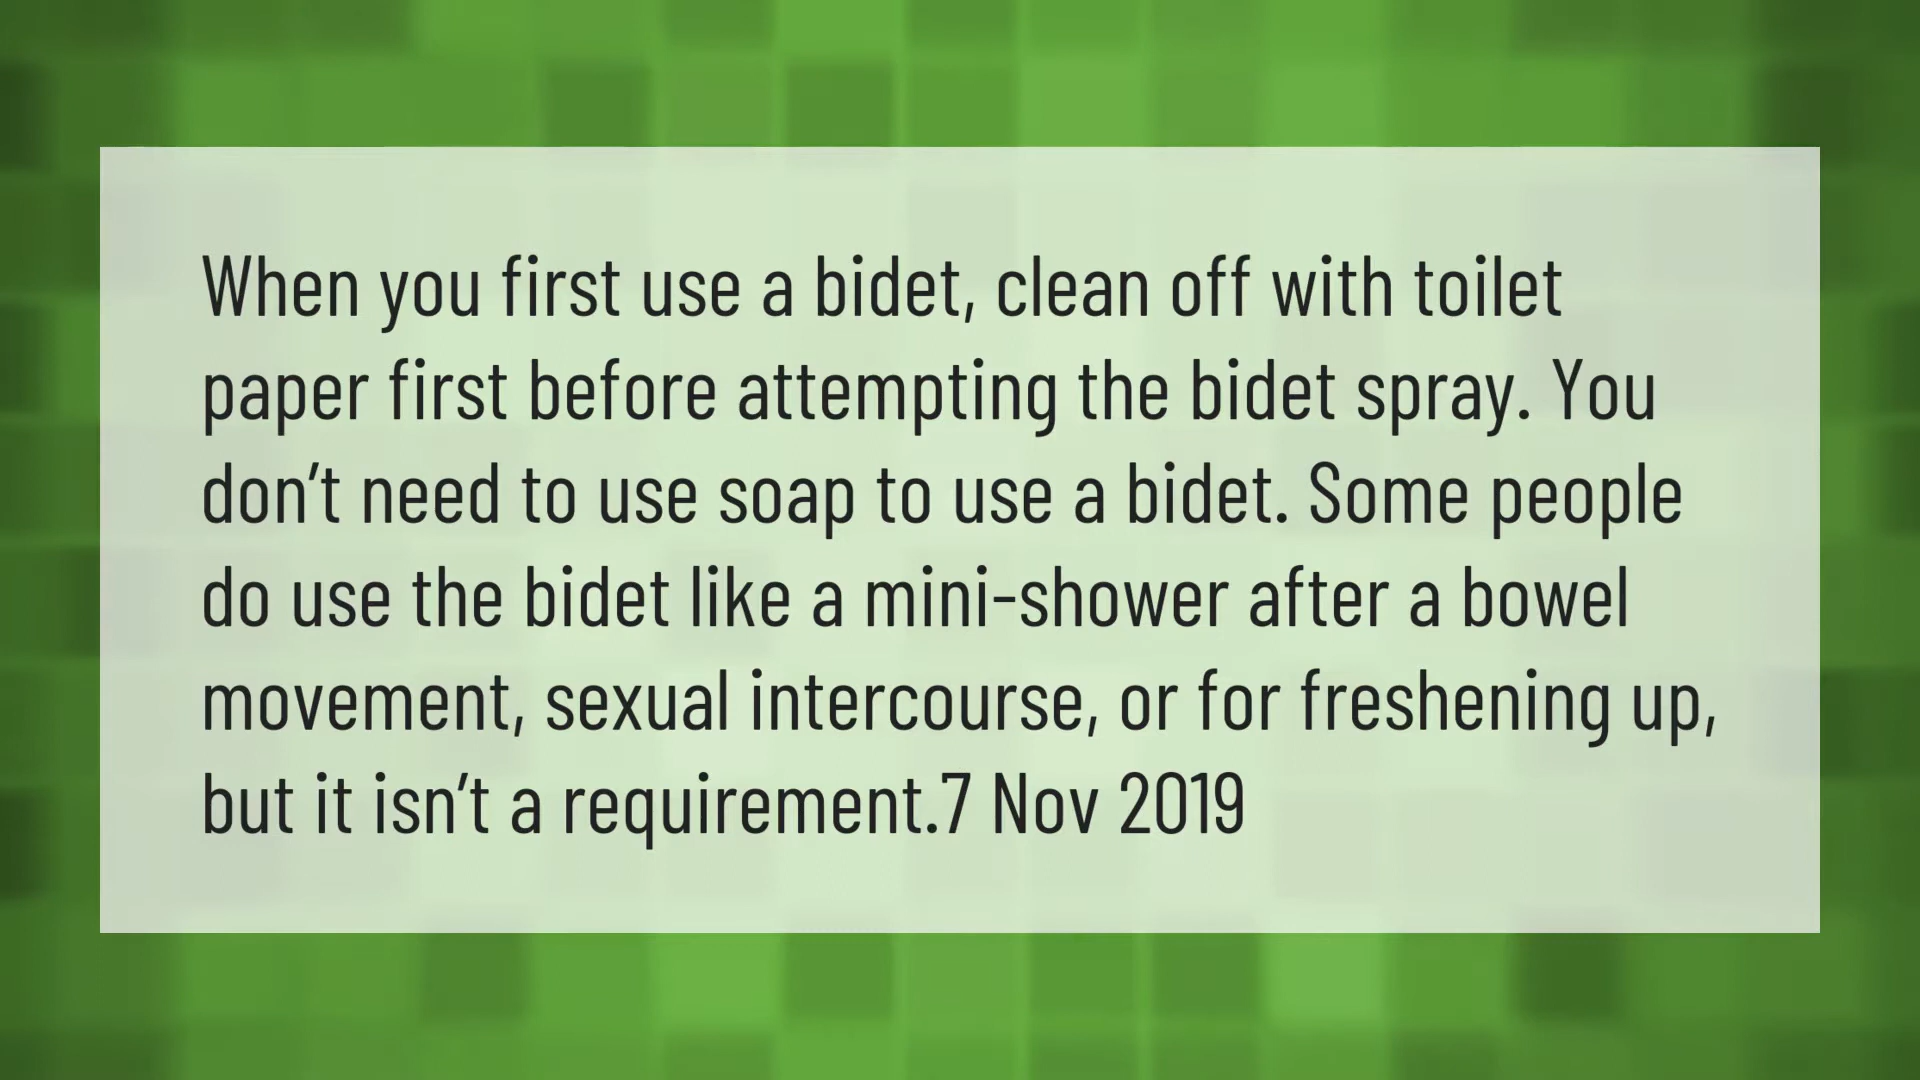 When you first use a bidet, clean off with toilet
paper first before attempting the bidet spray. You
don’t need to use soap to use a bidet. Some people
do use the bidet like a mini-shower after a bowel
movement, sexual intercourse, or for freshening up,
but it isn’t a requirement.7 Nov 2019